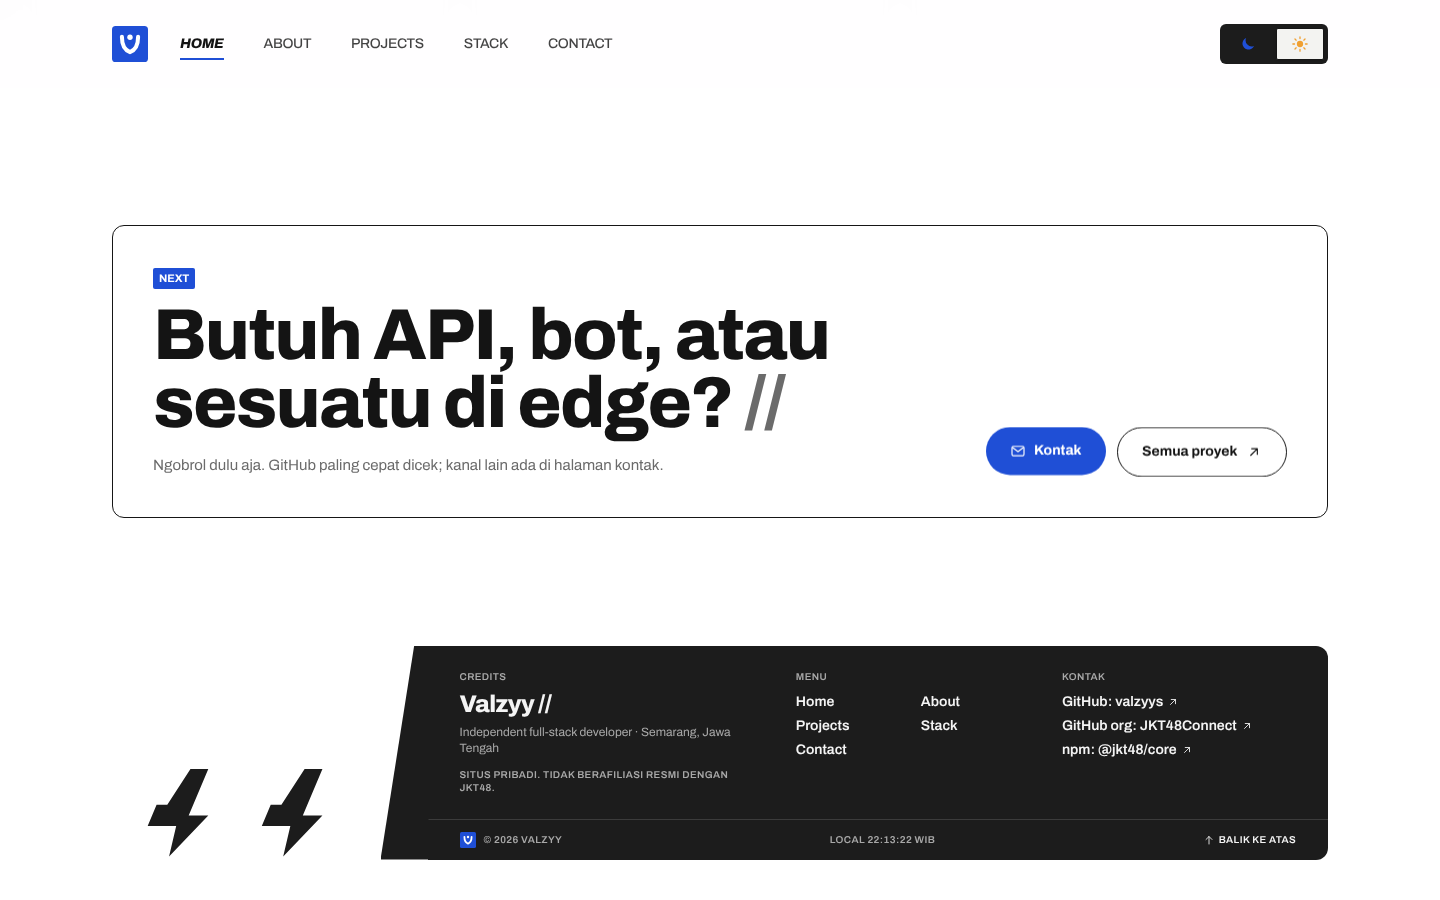 HOME ABOUT PROJECTS STACK CONTACT
NEXT
Butuh API, bot, atau
sesuatu di edge? //
Ngobrol dulu aja. GitHub paling cepat dicek; kanal lain ada di halaman kontak.
Kontak
Semua proyek
CREDITS
Valzyy //
Independent full-stack developer · Semarang, Jawa
Tengah
SITUS PRIBADI. TIDAK BERAFILIASI RESMI DENGAN
JKT48.
MENU
Home
About
Projects
Stack
Contact
KONTAK
GitHub: valzyys
GitHub org: JKT48Connect
npm: @jkt48/core
© 2026 VALZYY
LOCAL 22:13:22 WIB
BALIK KE ATAS